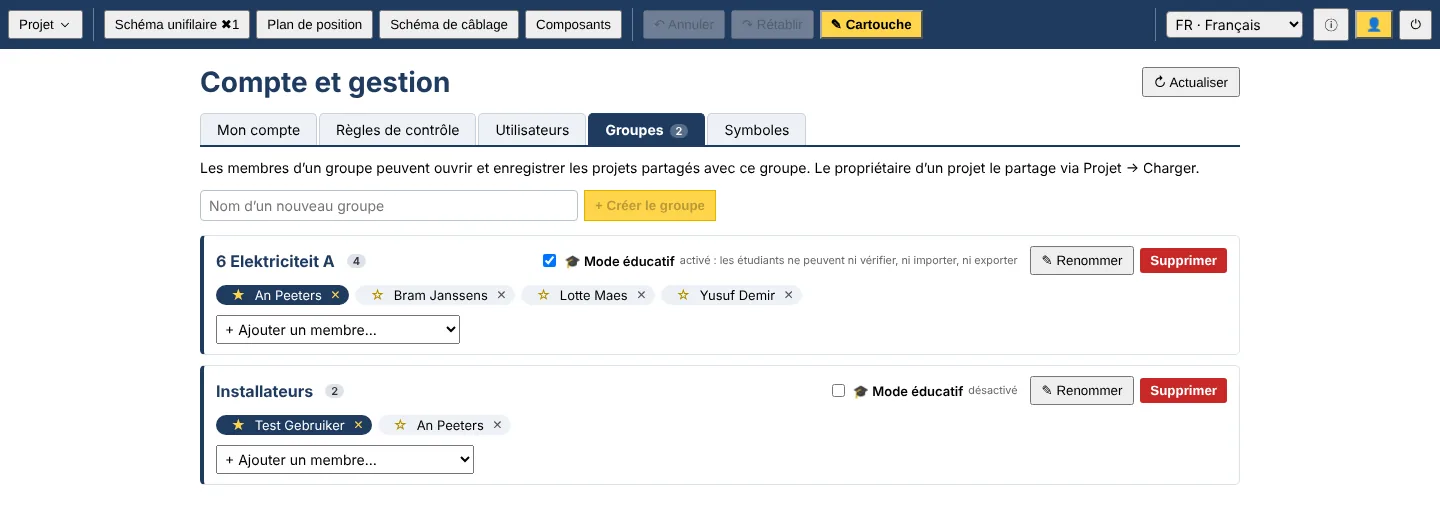 Projet Schéma unifilaire ✖1 Plan de position Schéma de câblage Composants ↶ Annuler ↷ Rétablir ✎ Cartouche FR · Français ⓘ 👤 ⏻
Compte et gestion ↻ Actualiser
Mon compte Règles de contrôle Utilisateurs Groupes 2 Symboles
Les membres d’un groupe peuvent ouvrir et enregistrer les projets partagés avec ce groupe. Le propriétaire d’un projet le partage via Projet → Charger.
Nom d’un nouveau groupe + Créer le groupe
6 Elektriciteit A 4 🎓 Mode éducatif activé : les étudiants ne peuvent ni vérifier, ni importer, ni exporter ✎ Renommer Supprimer
★ An Peeters × ☆ Bram Janssens × ☆ Lotte Maes × ☆ Yusuf Demir ×
+ Ajouter un membre...
Installateurs 2 🎓 Mode éducatif désactivé ✎ Renommer Supprimer
★ Test Gebruiker × ☆ An Peeters ×
+ Ajouter un membre...